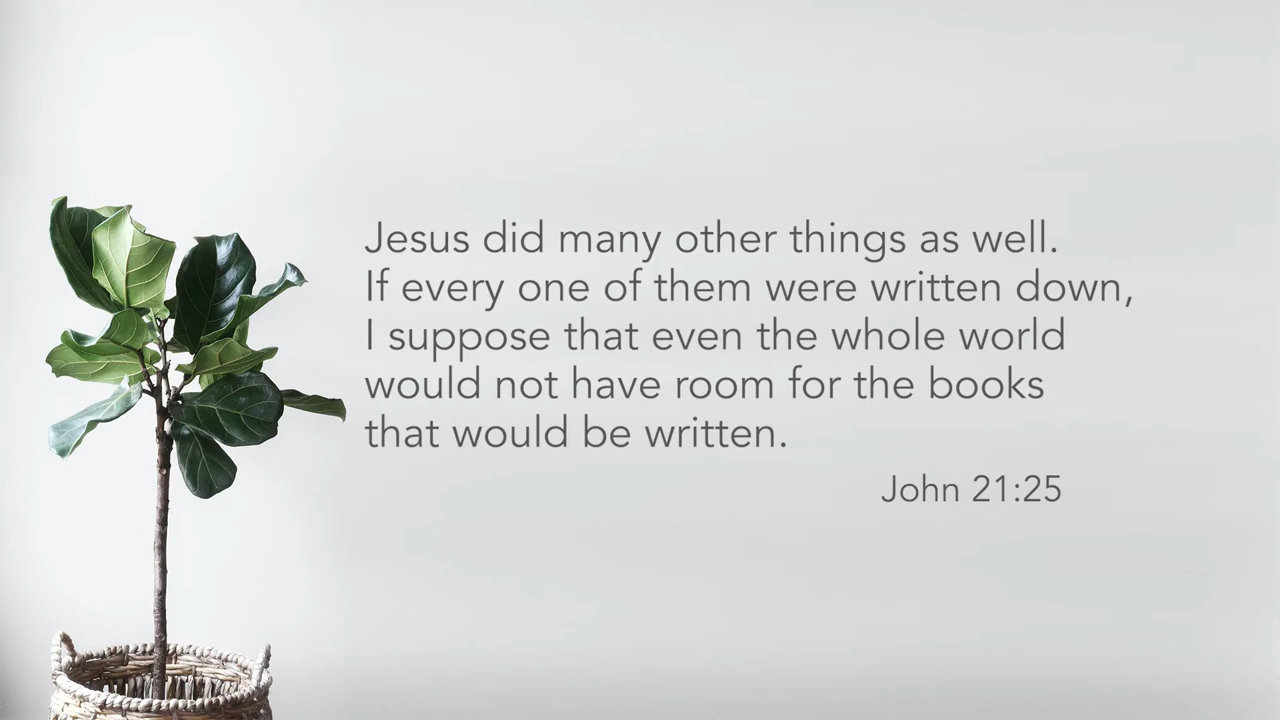 Jesus did many other things as well.
If every one of them were written down,
I suppose that even the whole world
would not have room for the books
that would be written.
John 21:25